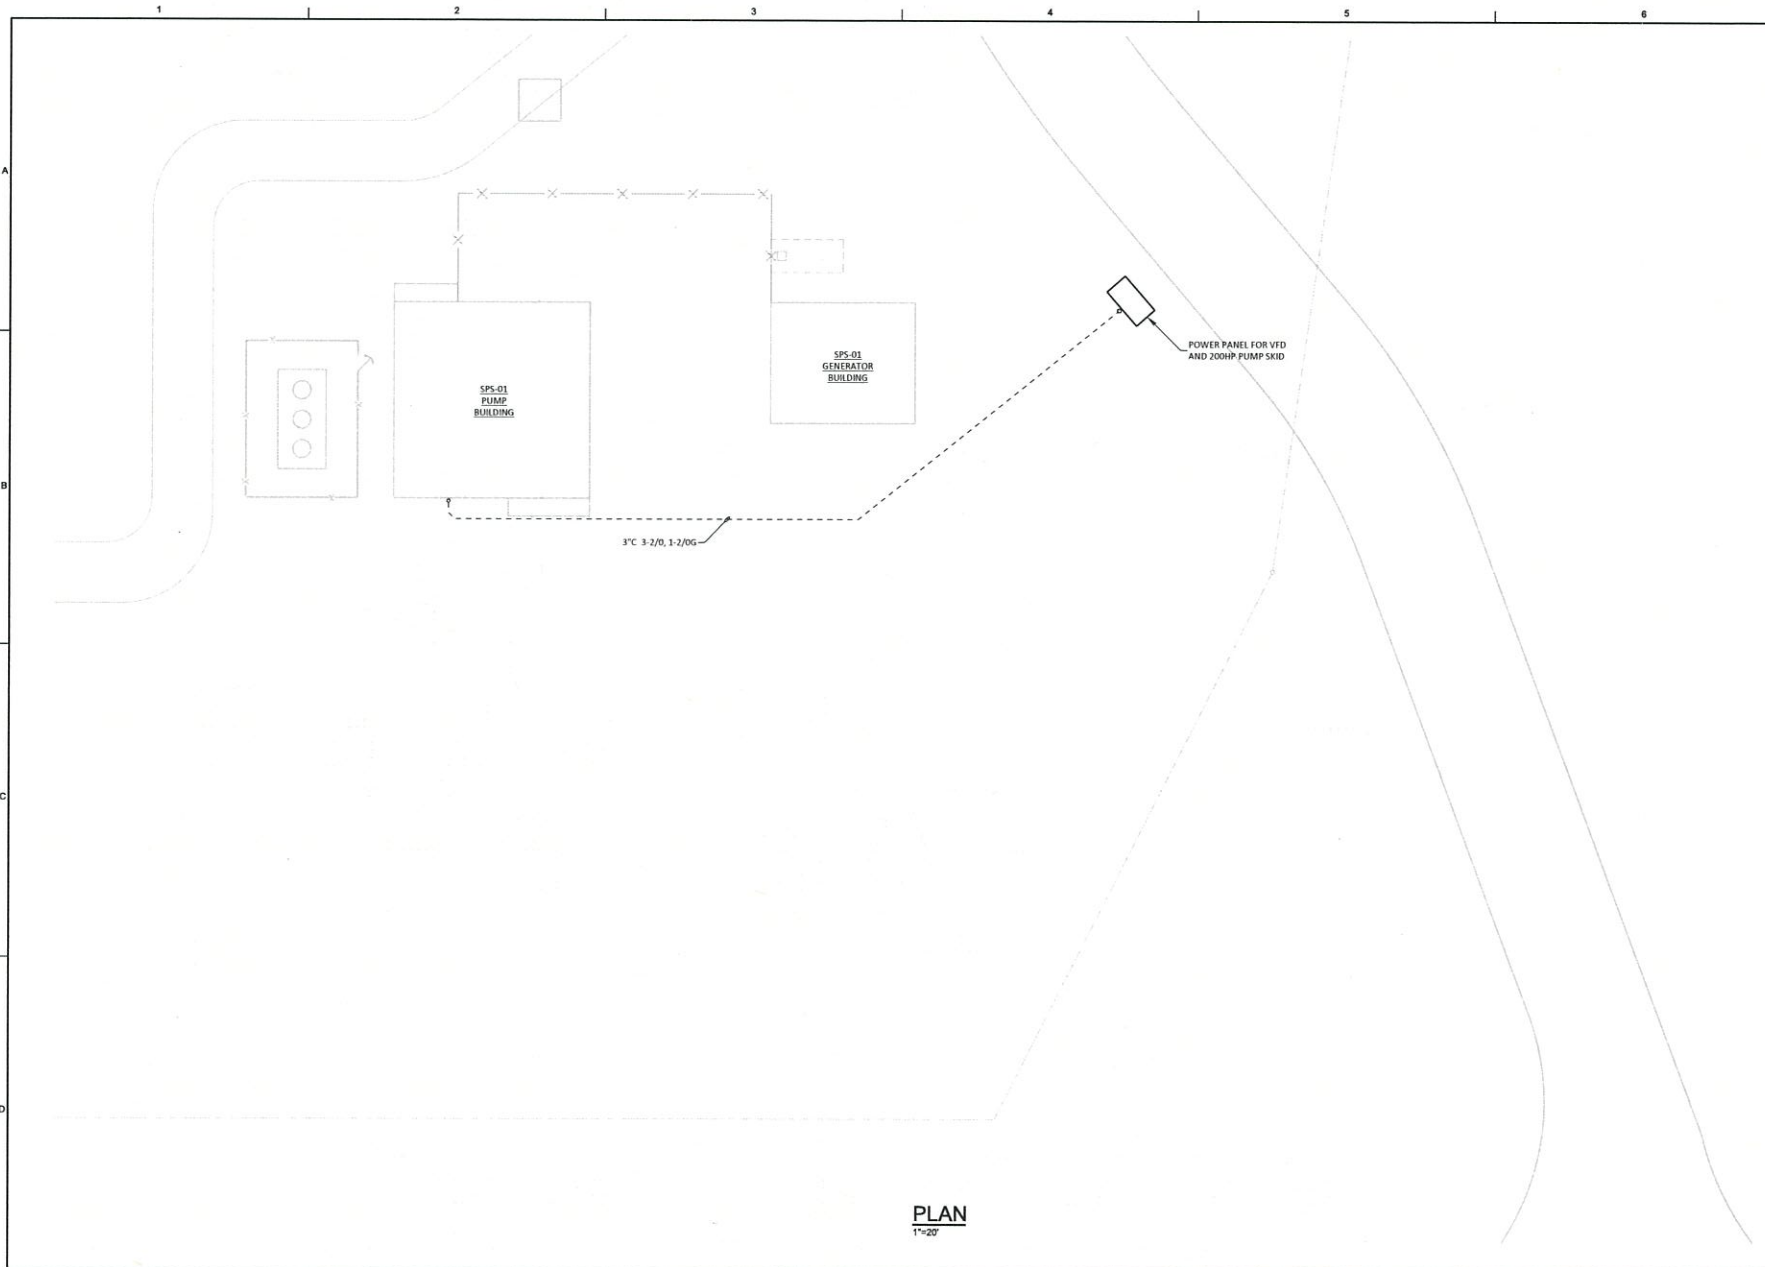 1 2 3 4 5 6
A
POWER PANEL FOR VFD
AND 200HP PUMP SKID
SPS-01
GENERATOR
BUILDING
SPS-01
PUMP
BUILDING
B
3"C 3-2/0, 1-2/0G
C
D
PLAN
1"=20'